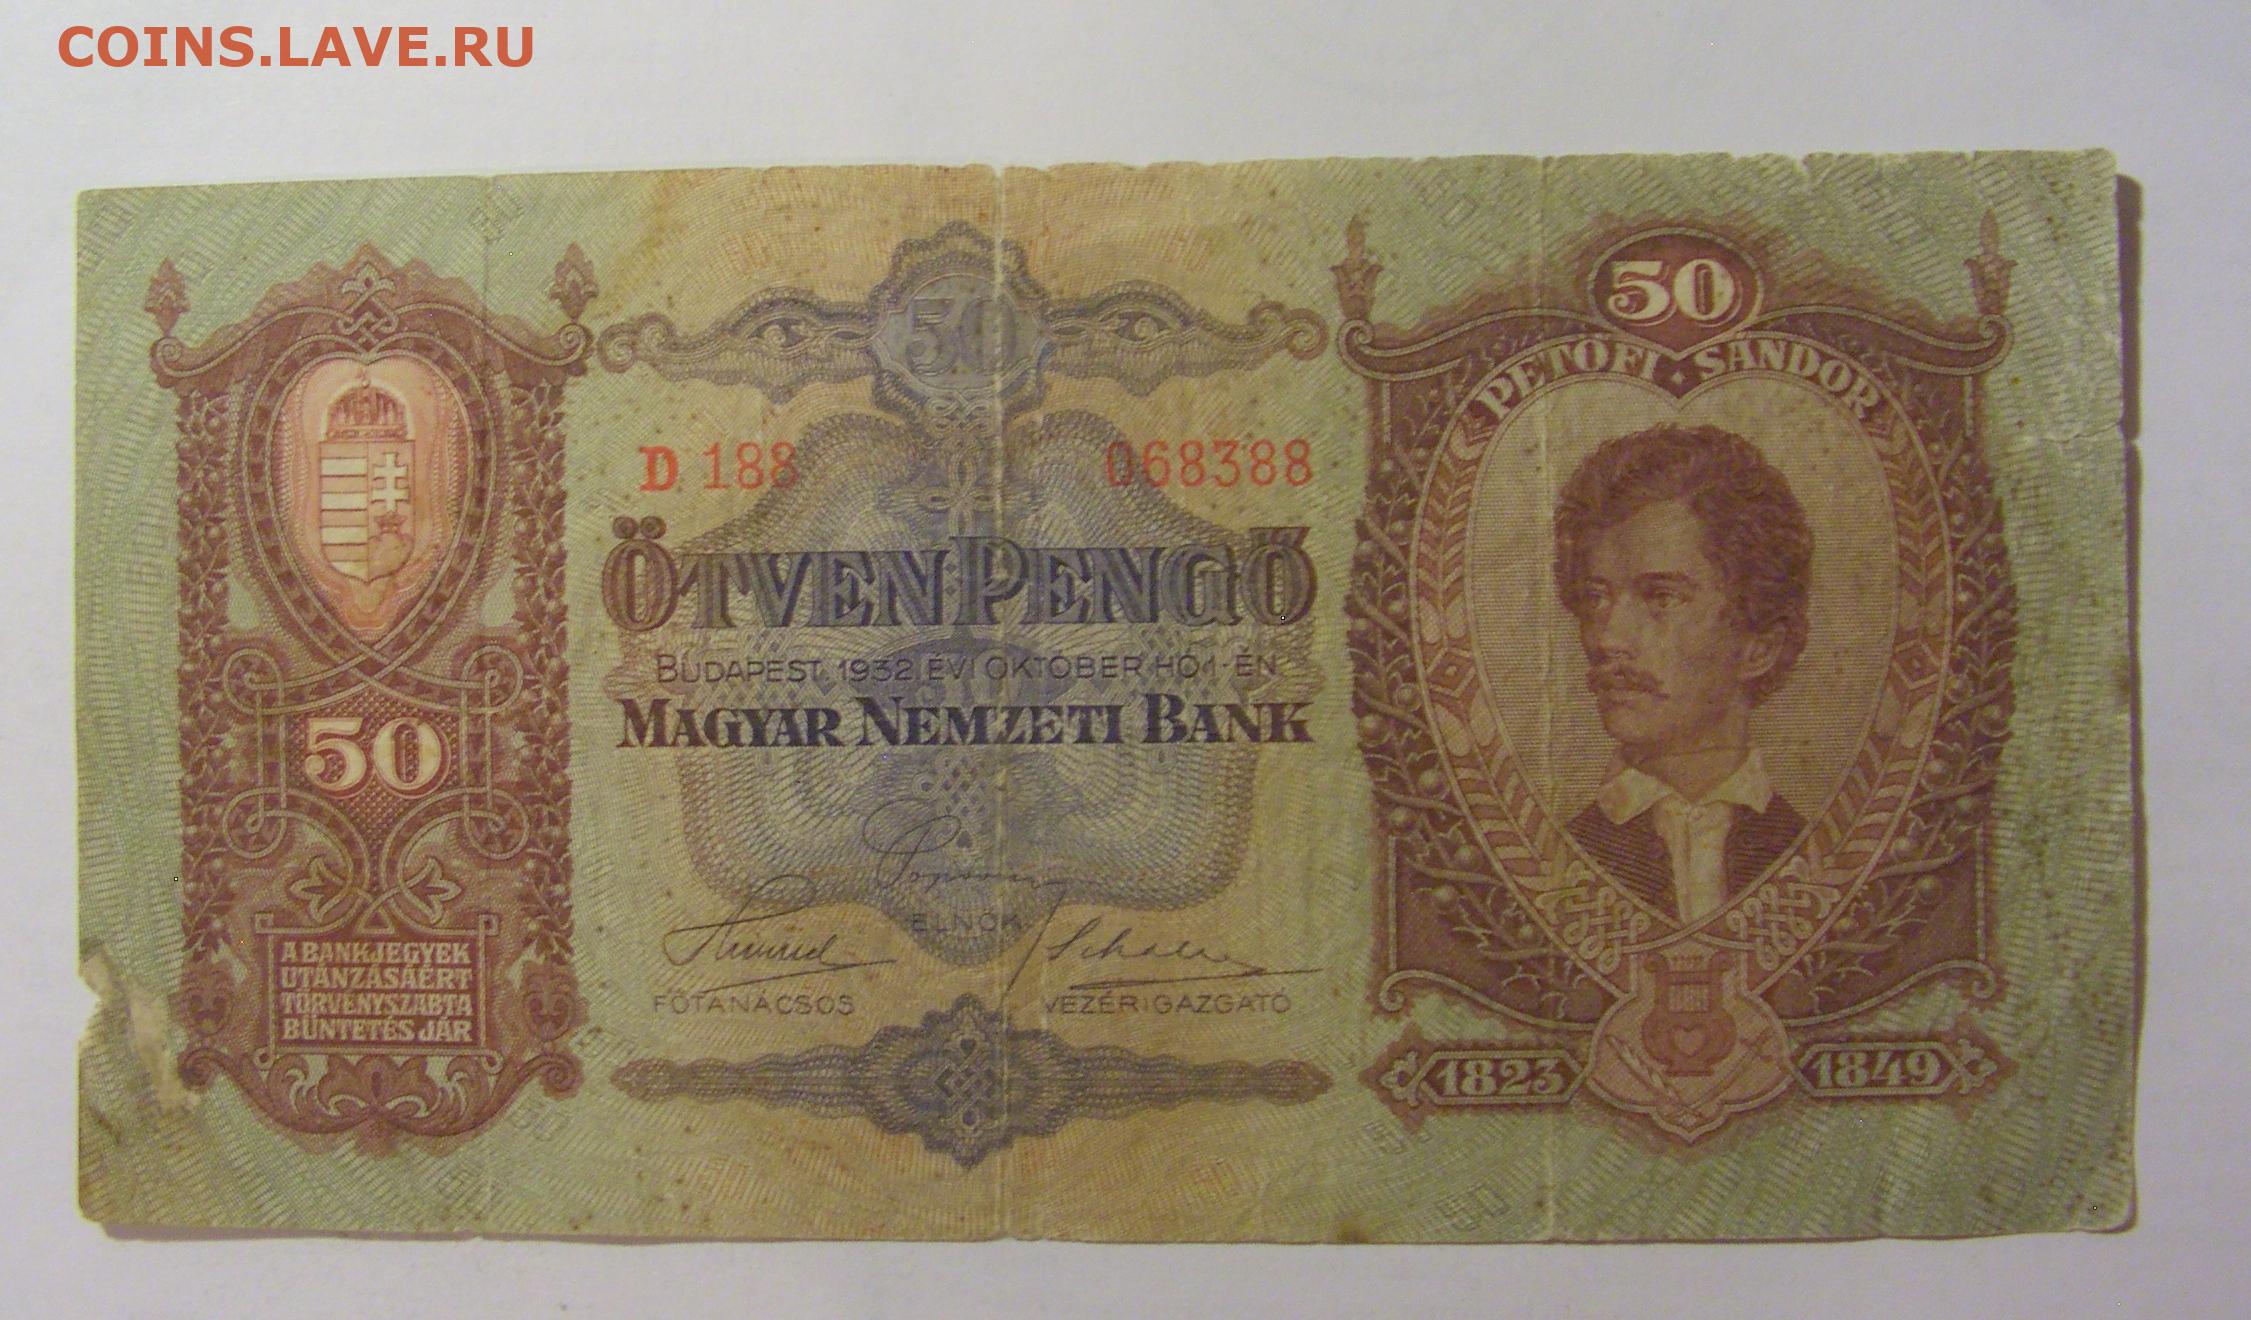 COINS.LAVE.RU
50
50
PETŐFI · SÁNDOR
D 188 068388
ÖTVEN PENGŐ
BUDAPEST, 1932 ÉVI OKTÓBER HÓ 1-ÉN
MAGYAR NEMZETI BANK
50
ELNÖK
FŐTANÁCSOS
VEZÉRIGAZGATÓ
A BANKJEGYEK
UTÁNZÁSÁÉRT
TÖRVÉNYSZABTA
BÜNTETÉS JÁR
1823
1849